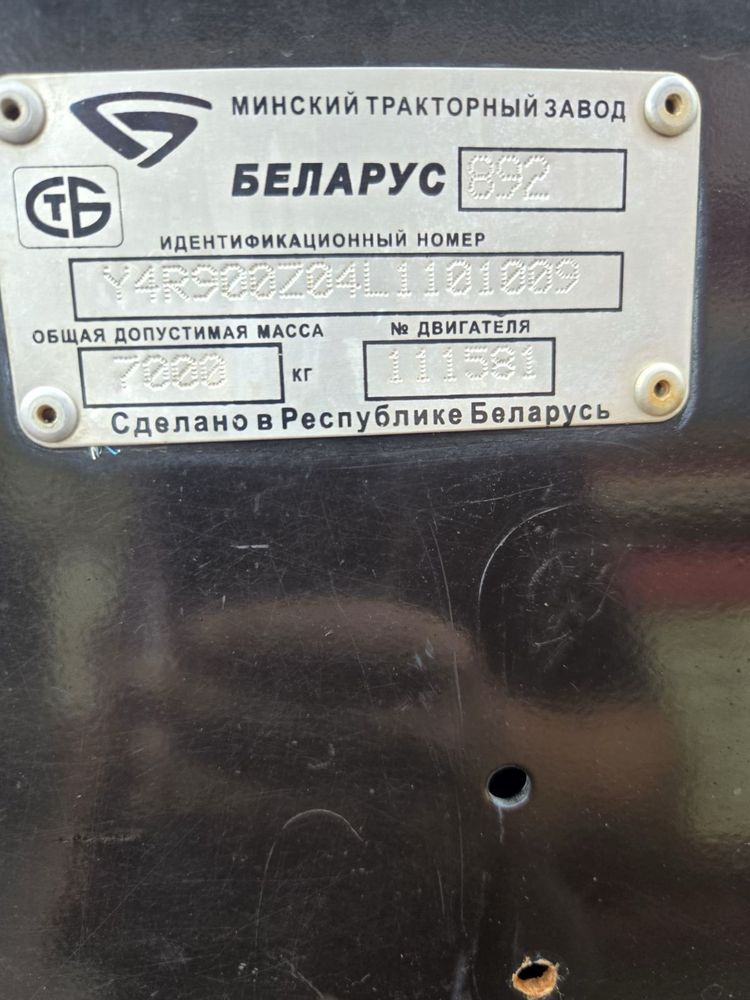 МИНСКИЙ ТРАКТОРНЫЙ ЗАВОД
СТБ
БЕЛАРУС 892
ИДЕНТИФИКАЦИОННЫЙ НОМЕР
Y4R900Z04L1101009
ОБЩАЯ ДОПУСТИМАЯ МАССА № ДВИГАТЕЛЯ
7000 КГ 111581
Сделано в Республике Беларусь